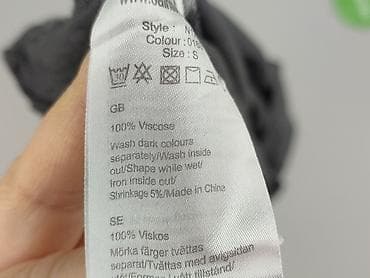 Style :
Colour :
Size : S
30
GB
100% Viscose
Wash dark colours
separately/Wash inside
out/Shape while wet/
Iron inside out/
Shrinkage 5%/Made in China
SE
100% Viskos
Mörka färger tvättas
separat/Tvättas med avigsidan